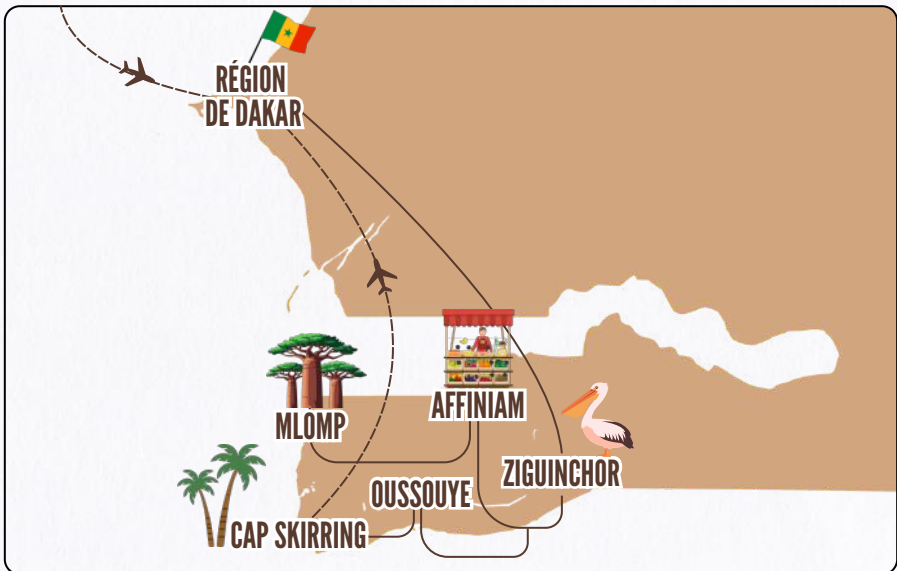 RÉGION
DE DAKAR
AFFINIAM
MLOMP
ZIGUINCHOR
OUSSOUYE
CAP SKIRRING